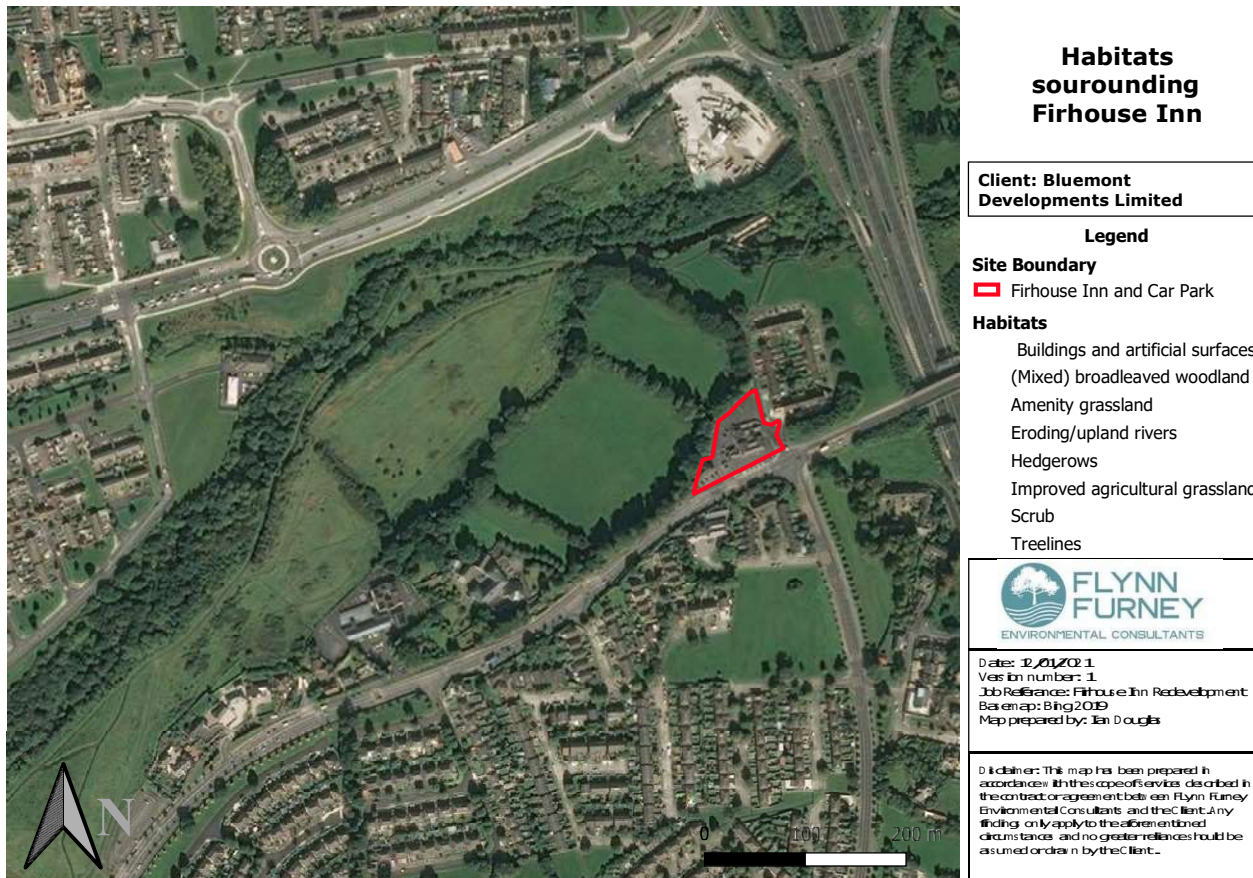 Habitats
sourounding
Firhouse Inn
Client: Bluemont
Developments Limited
Legend
Site Boundary
Firhouse Inn and Car Park
Habitats
Buildings and artificial surfaces
(Mixed) broadleaved woodland
Amenity grassland
Eroding/upland rivers
Hedgerows
Improved agricultural grassland
Scrub
Treelines
FLYNN
FURNEY
ENVIRONMENTAL CONSULTANTS
Date: 12/01/2021
Version number: 1
Job Referance: Firhouse Inn Redevelopment
Basemap: Bing 2019
Map prepared by: Ian Douglas
Disclaimer: This map has been prepared in
accordance with the scope of services described in
the contract or agreement between Flynn Furney
Environmental Consultants and the Client. Any
finding only apply to the aforementioned
circumstances and no greater reliance should be
assumed or drawn by the Client.
N
0 100 200 m